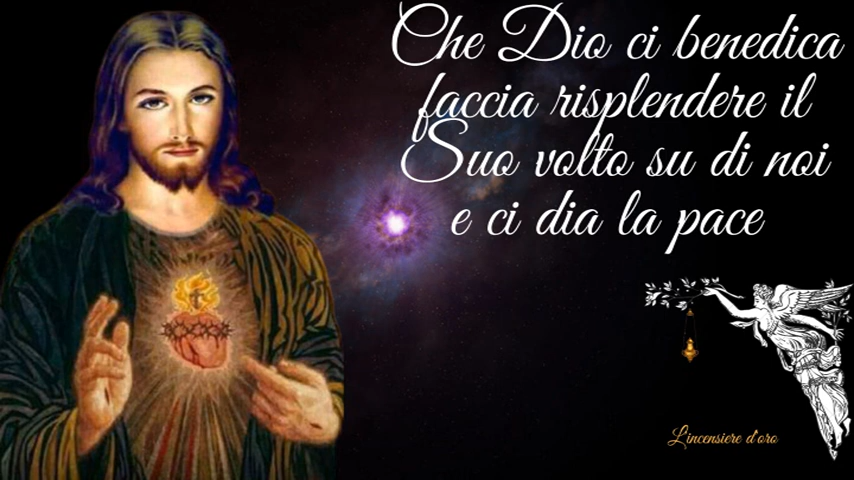 Che Dio ci benedica
faccia risplendere il
Suo volto su di noi
e ci dia la pace
L'incensiere d'oro